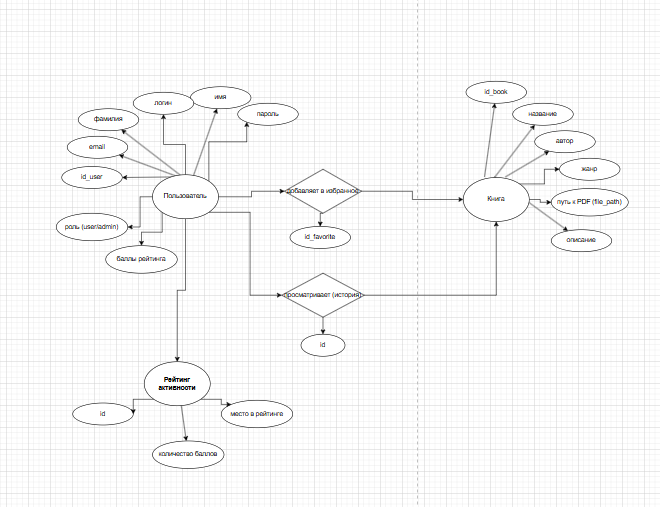 id_book
имя
логин
название
пароль
фамилия
автор
email
жанр
id_user
Пользователь
добавляет в избранное
Книга
путь к PDF (file_path)
роль (user/admin)
id_favorite
описание
баллы рейтинга
просматривает (история)
id
Рейтинг
активности
id
место в рейтинге
количество баллов